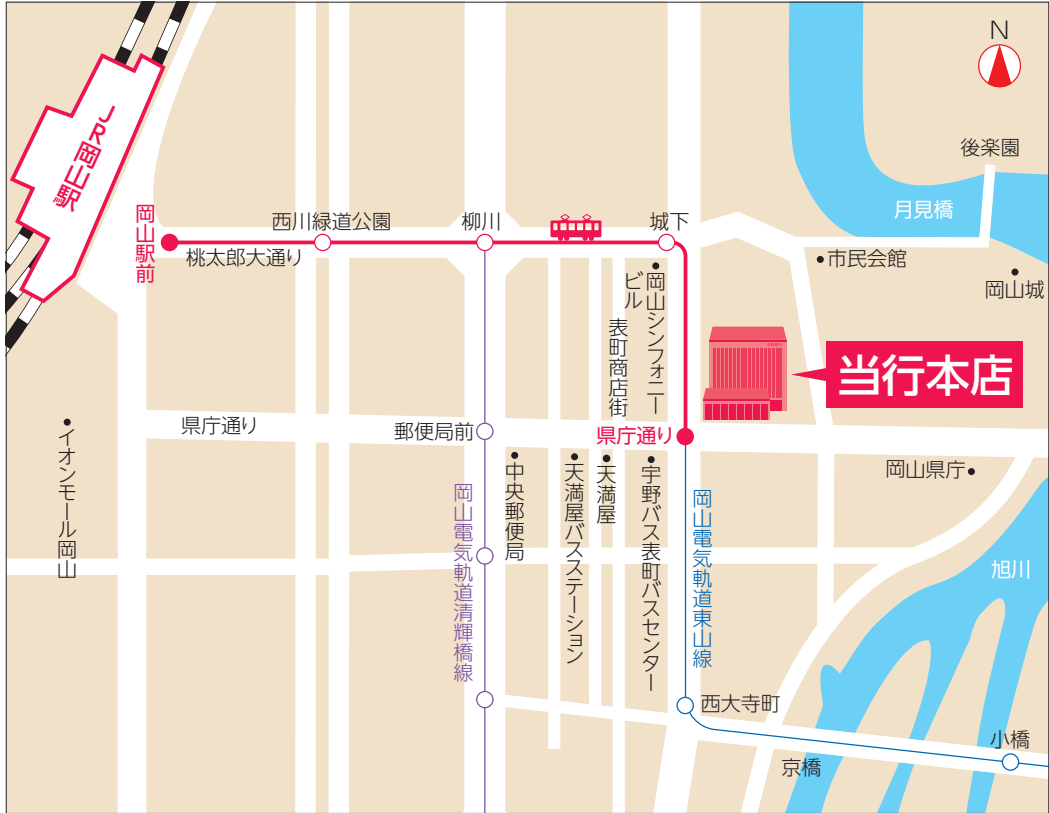 N
後楽園
月見橋
JR岡山駅
岡山駅前
西川緑道公園
柳川
城下
桃太郎大通り
市民会館
岡山城
岡山シンフォニー
ビル
表町商店街
当行本店
県庁通り
郵便局前
県庁通り
岡山県庁
イオンモール岡山
岡山電気軌道清輝橋線
中央郵便局
天満屋バスステーション
天満屋
宇野バス表町バスセンター
岡山電気軌道東山線
旭川
西大寺町
小橋
京橋